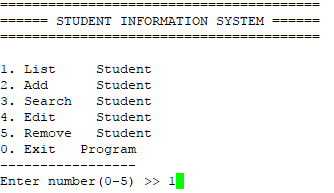 ========================================
====== STUDENT INFORMATION SYSTEM ======
========================================
1. List     Student
2. Add      Student
3. Search   Student
4. Edit     Student
5. Remove   Student
0. Exit   Program
-----------------
Enter number(0-5) >> 1